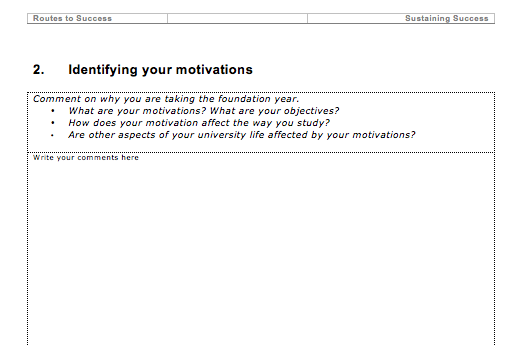 Routes to Success Sustaining Success
2. Identifying your motivations
Comment on why you are taking the foundation year.
• What are your motivations? What are your objectives?
• How does your motivation affect the way you study?
• Are other aspects of your university life affected by your motivations?
Write your comments here